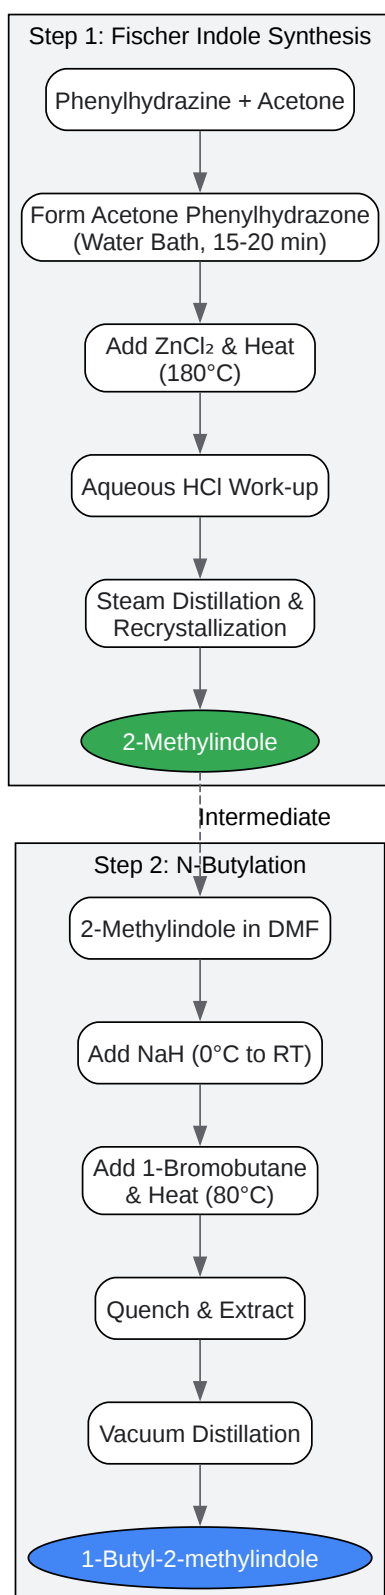 Step 1: Fischer Indole Synthesis
Phenylhydrazine + Acetone
Form Acetone Phenylhydrazone
(Water Bath, 15-20 min)
Add ZnCl₂ & Heat
(180°C)
Aqueous HCl Work-up
Steam Distillation &
Recrystallization
2-Methylindole
Intermediate
Step 2: N-Butylation
2-Methylindole in DMF
Add NaH (0°C to RT)
Add 1-Bromobutane
& Heat (80°C)
Quench & Extract
Vacuum Distillation
1-Butyl-2-methylindole